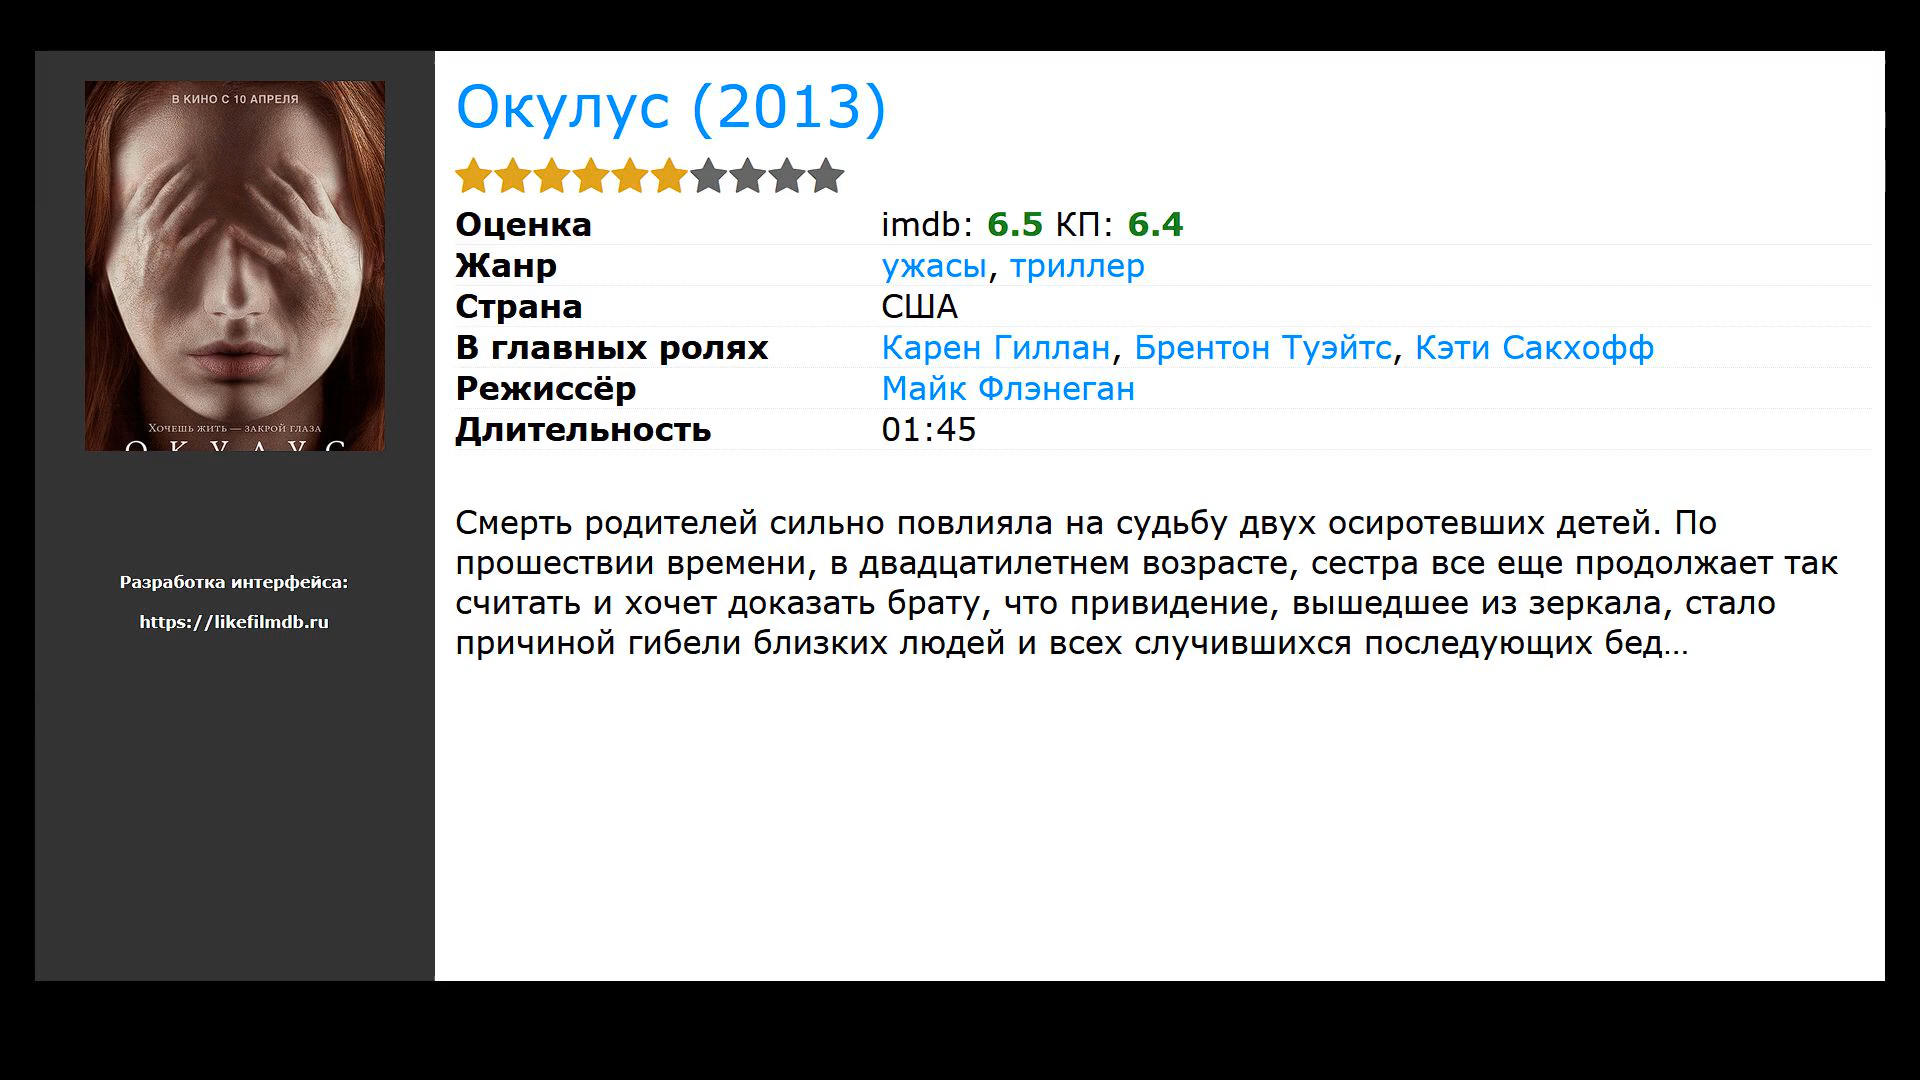 В КИНО С 10 АПРЕЛЯ
Хочешь жить — закрой глаза
ОКУЛУС
Разработка интерфейса:
https://likefilmdb.ru
Окулус (2013)
Оценка imdb: 6.5 КП: 6.4
Жанр ужасы, триллер
Страна США
В главных ролях Карен Гиллан, Брентон Туэйтс, Кэти Сакхофф
Режиссёр Майк Флэнеган
Длительность 01:45
Смерть родителей сильно повлияла на судьбу двух осиротевших детей. По
прошествии времени, в двадцатилетнем возрасте, сестра все еще продолжает так
считать и хочет доказать брату, что привидение, вышедшее из зеркала, стало
причиной гибели близких людей и всех случившихся последующих бед…